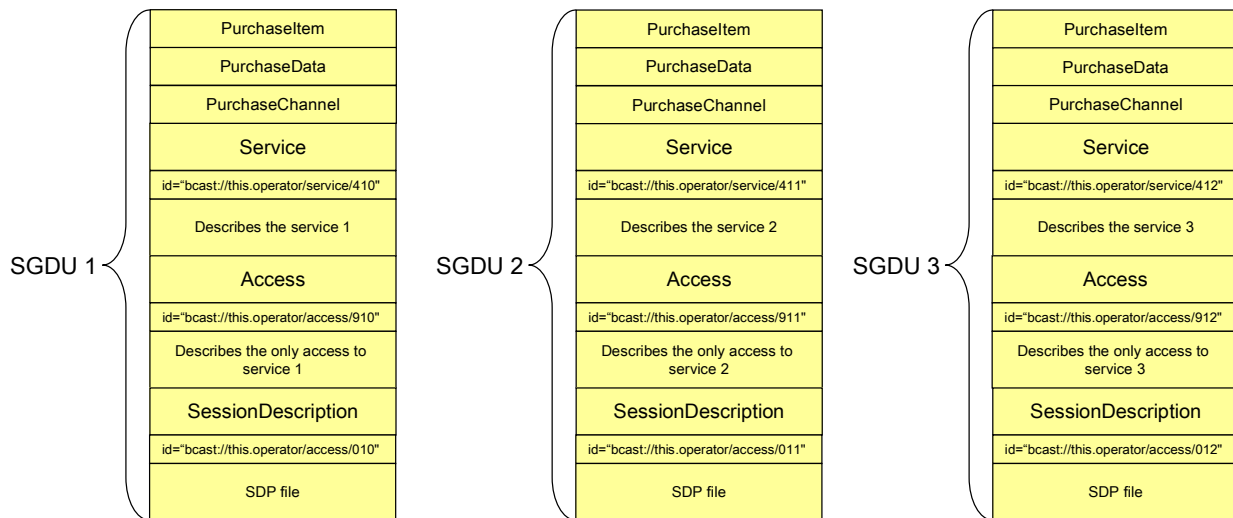 SGDU 1
PurchaseItem
PurchaseData
PurchaseChannel
Service
id=“bcast://this.operator/service/410"
Describes the service 1
Access
id=“bcast://this.operator/access/910"
Describes the only access to
service 1
SessionDescription
id=“bcast://this.operator/access/010"
SDP file
SGDU 2
PurchaseItem
PurchaseData
PurchaseChannel
Service
id=“bcast://this.operator/service/411"
Describes the service 2
Access
id=“bcast://this.operator/access/911"
Describes the only access to
service 2
SessionDescription
id=“bcast://this.operator/access/011"
SDP file
SGDU 3
PurchaseItem
PurchaseData
PurchaseChannel
Service
id=“bcast://this.operator/service/412"
Describes the service 3
Access
id=“bcast://this.operator/access/912"
Describes the only access to
service 3
SessionDescription
id=“bcast://this.operator/access/012"
SDP file